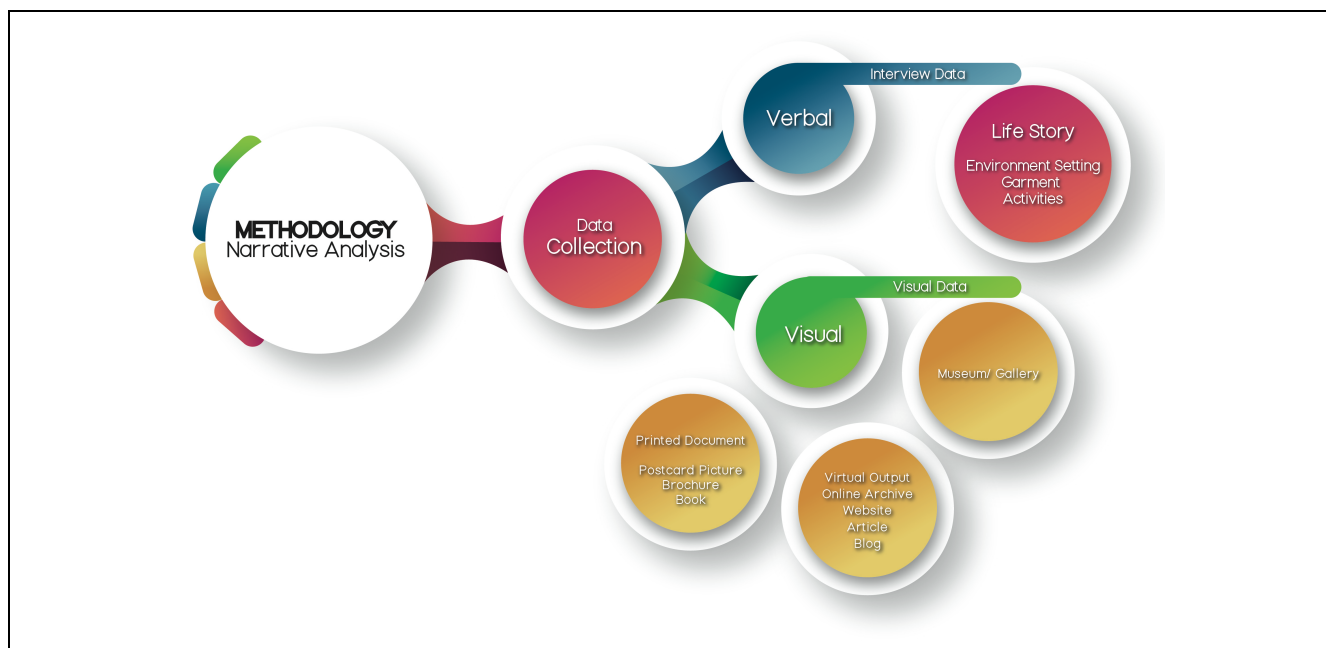 METHODOLOGY
Narrative Analysis
Data
Collection
Verbal
Interview Data
Life Story
Environment Setting
Garment
Activities
Visual
Visual Data
Museum/ Gallery
Printed Document
Postcard Picture
Brochure
Book
Virtual Output
Online Archive
Website
Article
Blog